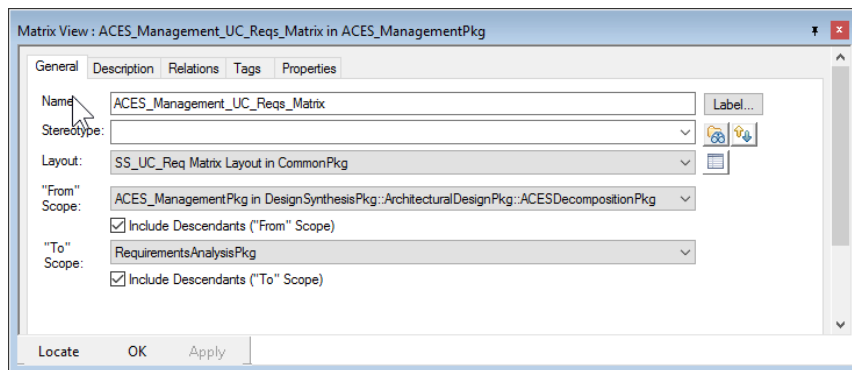 Matrix View : ACES_Management_UC_Reqs_Matrix in ACES_ManagementPkg
General Description Relations Tags Properties
Name: ACES_Management_UC_Reqs_Matrix Label...
Stereotype:
Layout: SS_UC_Req Matrix Layout in CommonPkg
"From" Scope: ACES_ManagementPkg in DesignSynthesisPkg::ArchitecturalDesignPkg::ACESDecompositionPkg
Include Descendants ("From" Scope)
"To" Scope: RequirementsAnalysisPkg
Include Descendants ("To" Scope)
Locate OK Apply